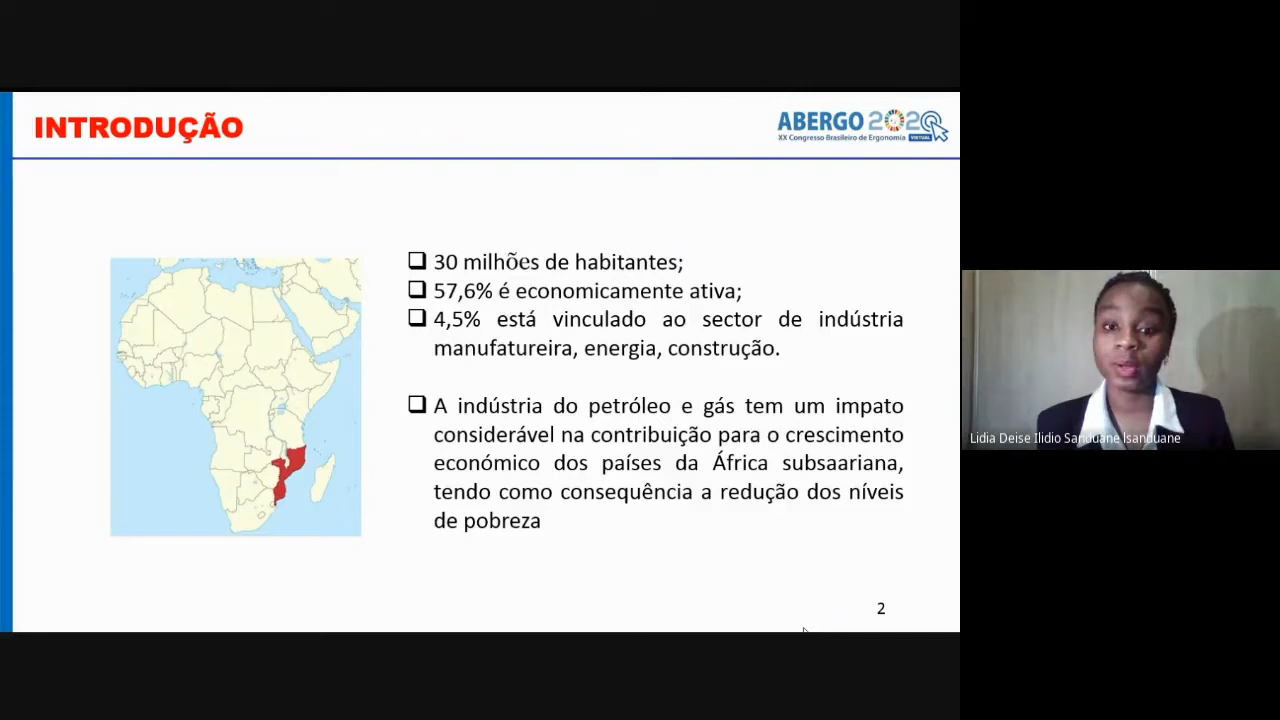 INTRODUÇÃO
ABERGO 2020
XX Congresso Brasileiro de Ergonomia VIRTUAL
30 milhões de habitantes;
57,6% é economicamente ativa;
4,5% está vinculado ao sector de indústria
manufatureira, energia, construção.
A indústria do petróleo e gás tem um impato
considerável na contribuição para o crescimento
económico dos países da África subsaariana,
tendo como consequência a redução dos níveis
de pobreza
2
Lidia Deise Ilidio Sanduane lsanduane